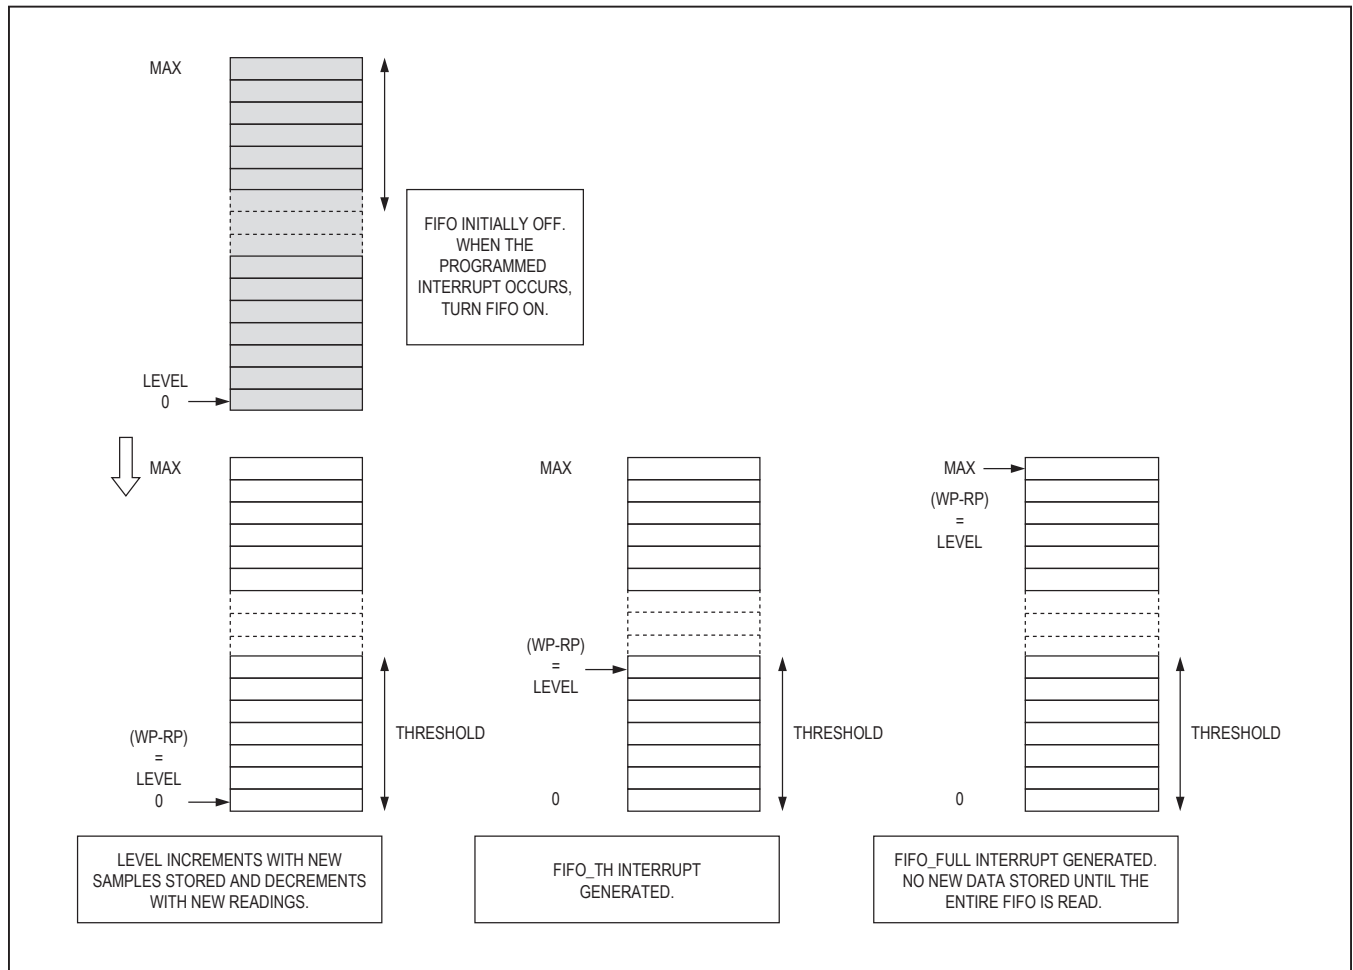 MAX
FIFO INITIALLY OFF.
WHEN THE
PROGRAMMED
INTERRUPT OCCURS,
TURN FIFO ON.
LEVEL
0
MAX
(WP-RP)
=
LEVEL
0
THRESHOLD
LEVEL INCREMENTS WITH NEW
SAMPLES STORED AND DECREMENTS
WITH NEW READINGS.
MAX
(WP-RP)
=
LEVEL
0
THRESHOLD
FIFO_TH INTERRUPT
GENERATED.
MAX
(WP-RP)
=
LEVEL
0
THRESHOLD
FIFO_FULL INTERRUPT GENERATED.
NO NEW DATA STORED UNTIL THE
ENTIRE FIFO IS READ.